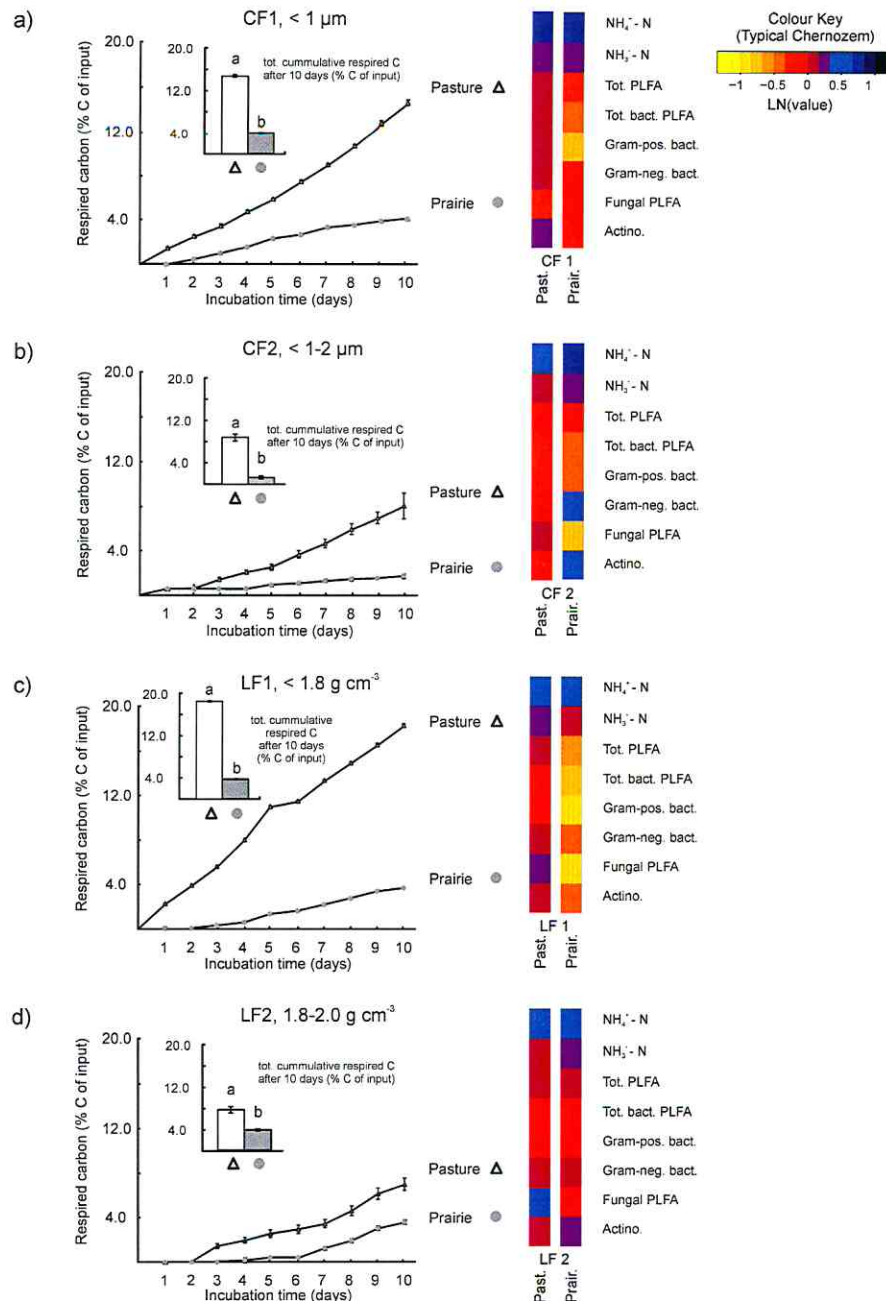 a)
CF1, < 1 µm
20.0
12.0
4.0
Respired carbon (% C of input)
20.0
12.0
4.0
a
b
tot. cummulative respired C
after 10 days (% C of input)
1 2 3 4 5 6 7 8 9 10
Incubation time (days)
Pasture
Prairie
NH₄⁺- N
NH₃⁻- N
Tot. PLFA
Tot. bact. PLFA
Gram-pos. bact.
Gram-neg. bact.
Fungal PLFA
Actino.
CF 1
Past.
Prair.
Colour Key
(Typical Chernozem)
−1 −0.5 0 0.5 1
LN(value)
b)
CF2, < 1-2 µm
20.0
12.0
4.0
Respired carbon (% C of input)
20.0
12.0
4.0
a
b
tot. cummulative respired C
after 10 days (% C of input)
1 2 3 4 5 6 7 8 9 10
Incubation time (days)
Pasture
Prairie
NH₄⁺- N
NH₃⁻- N
Tot. PLFA
Tot. bact. PLFA
Gram-pos. bact.
Gram-neg. bact.
Fungal PLFA
Actino.
CF 2
Past.
Prair.
c)
LF1, < 1.8 g cm⁻³
20.0
12.0
4.0
Respired carbon (% C of input)
20.0
12.0
4.0
a
b
tot. cummulative
respired C
after 10 days
(% C of input)
1 2 3 4 5 6 7 8 9 10
Incubation time (days)
Pasture
Prairie
NH₄⁺- N
NH₃⁻- N
Tot. PLFA
Tot. bact. PLFA
Gram-pos. bact.
Gram-neg. bact.
Fungal PLFA
Actino.
LF 1
Past.
Prair.
d)
LF2, 1.8-2.0 g cm⁻³
20.0
12.0
4.0
Respired carbon (% C of input)
20.0
12.0
4.0
a
b
tot. cummulative respired C
after 10 days (% C of input)
1 2 3 4 5 6 7 8 9 10
Incubation time (days)
Pasture
Prairie
NH₄⁺- N
NH₃⁻- N
Tot. PLFA
Tot. bact. PLFA
Gram-pos. bact.
Gram-neg. bact.
Fungal PLFA
Actino.
LF 2
Past.
Prair.